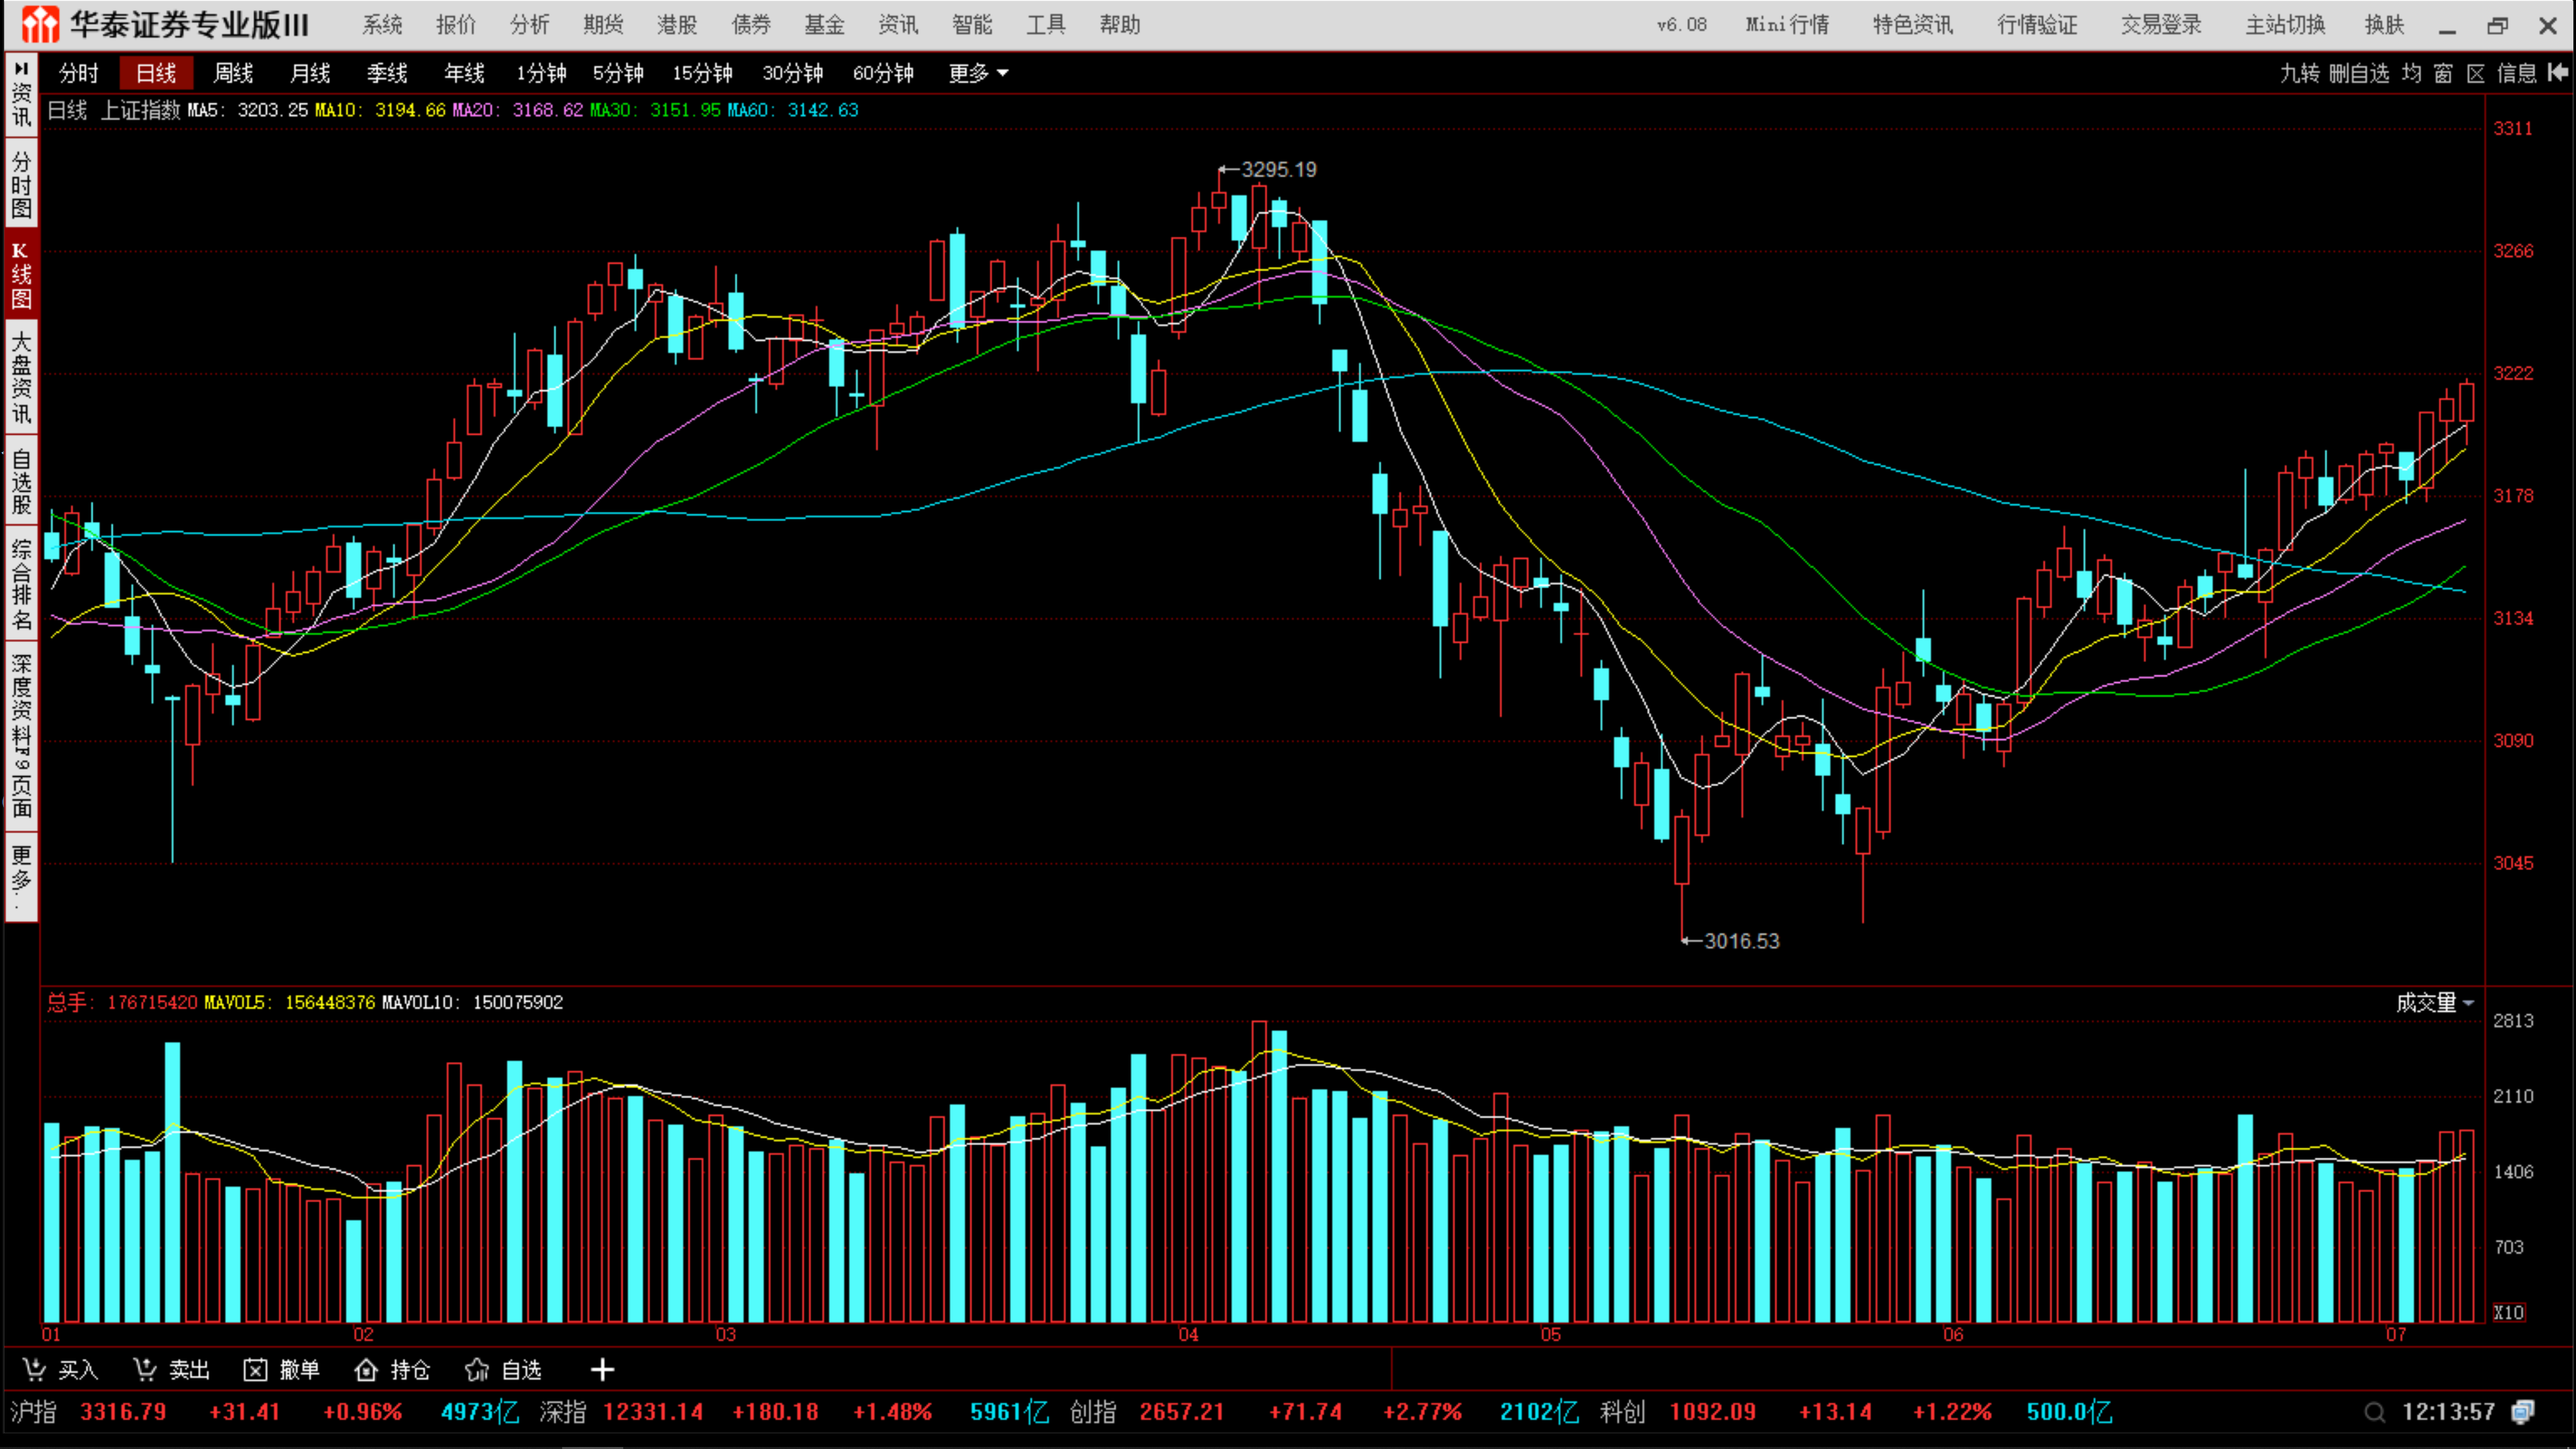 华泰证券专业版III 系统 报价 分析 期货 港股 债券 基金 资讯 智能 工具 帮助 v6.08 Mini行情 特色资讯 行情验证 交易登录 主站切换 换肤
分时 日线 周线 月线 季线 年线 1分钟 5分钟 15分钟 30分钟 60分钟 更多 九转 删自选 均 窗 区 信息
资讯
分时图
K线图
大盘资讯
自选股
综合排名
深度资料F9页面
更多..
日线 上证指数 MA5: 3203.25 MA10: 3194.66 MA20: 3168.62 MA30: 3151.95 MA60: 3142.63
3311
3295.19
3266
3222
3178
3134
3090
3045
3016.53
总手: 176715420 MAVOL5: 156448376 MAVOL10: 150075902 成交量
2813
2110
1406
703
X10
01 02 03 04 05 06 07
买入 卖出 撤单 持仓 自选
沪指 3316.79 +31.41 +0.96% 4973亿 深指 12331.14 +180.18 +1.48% 5961亿 创指 2657.21 +71.74 +2.77% 2102亿 科创 1092.09 +13.14 +1.22% 500.0亿 12:13:57